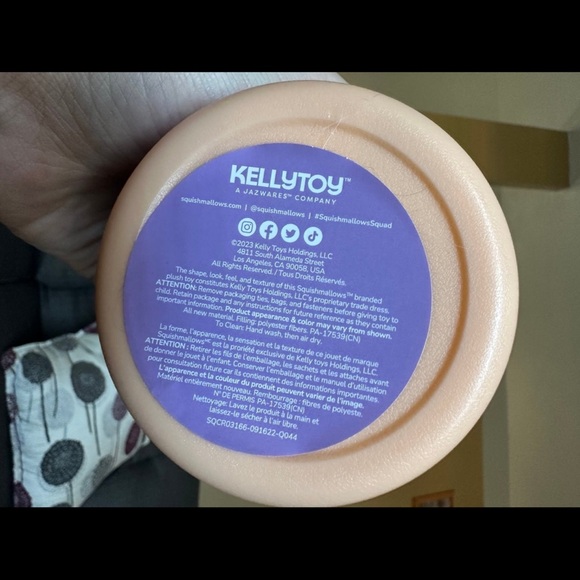 KELLYTOY™
A JAZWARES™ COMPANY
squishmallows.com | @squishmallows | #SquishmallowsSquad
©2023 Kelly Toys Holdings, LLC
4811 South Alameda Street
Los Angeles, CA 90058, USA
All Rights Reserved. / Tous Droits Réservés.
The shape, look, feel, and texture of this Squishmallows™ branded
plush toy constitutes Kelly Toys Holdings, LLC's proprietary trade dress.
ATTENTION: Remove packaging ties, bags, and fasteners before giving toy to
child. Retain package and any instructions for future reference as they contain
important information. Product appearance & color may vary from shown.
All new material. Filling: polyester fibers. PA-17539(CN)
To Clean: Hand wash, then air dry.
La forme, l'apparence, la sensation et la texture de ce jouet de marque
Squishmallows™ est la propriété exclusive de Kelly Toys Holdings, LLC.
ATTENTION : Retirer les fils de l'emballage, les sachets et les attaches avant
de donner le jouet à l'enfant. Conserver l'emballage et le manuel d'utilisation
pour consultation future car ils contiennent des informations importantes.
L'apparence et la couleur du produit peuvent varier de l'image.
Matériel entièrement nouveau. Rembourrage : fibres de polyeste.
N° DE PERMIS PA-17539(CN)
Nettoyage: Lavez le produit à la main et
laissez-le sécher à l'air libre.
SQCR03166-091622-Q044